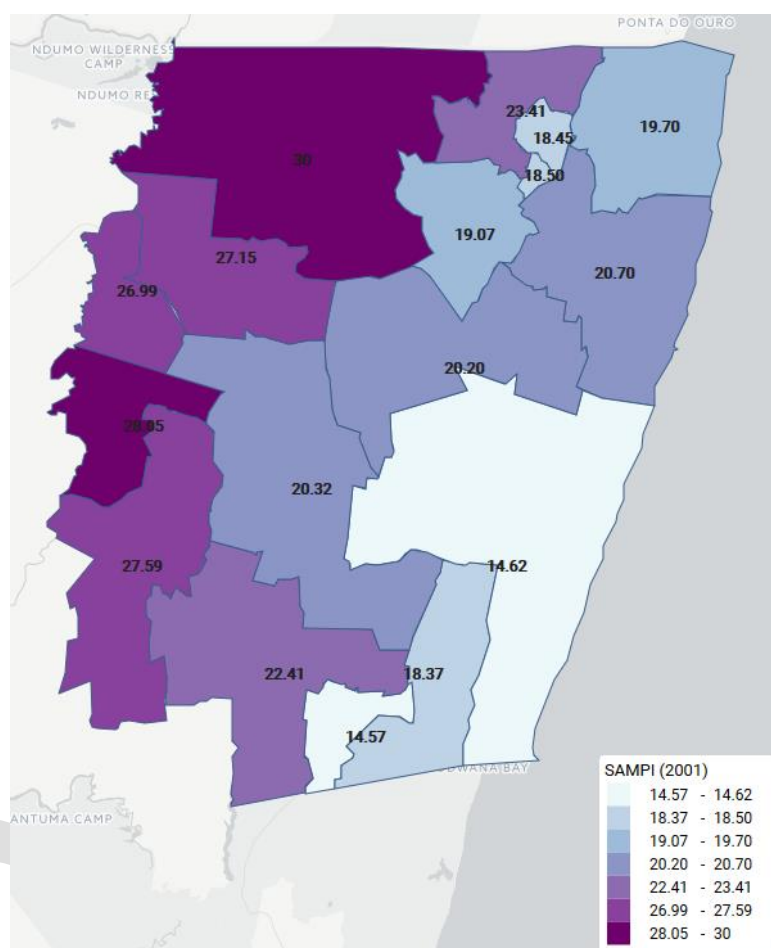 PONTA DO OURO
NDUMO WILDERNESS
CAMP
NDUMO RE
23.41
18.45
19.70
30
18.50
19.07
27.15
20.70
26.99
20.20
28.05
20.32
27.59
14.62
22.41
18.37
14.57
ODWANA BAY
ANTUMA CAMP
SAMPI (2001)
14.57 - 14.62
18.37 - 18.50
19.07 - 19.70
20.20 - 20.70
22.41 - 23.41
26.99 - 27.59
28.05 - 30